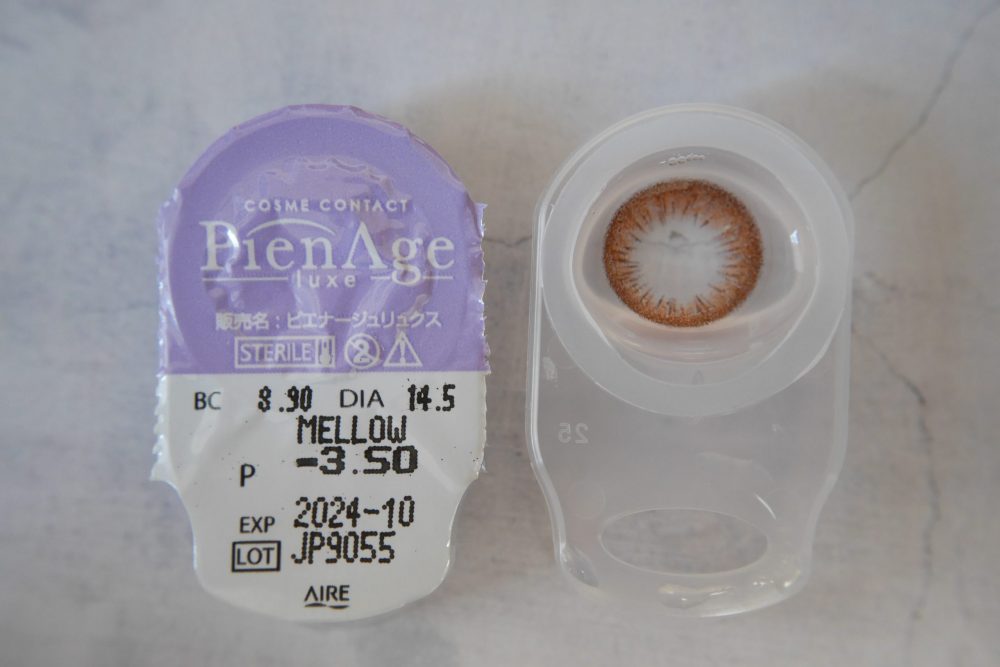 COSME CONTACT
PienAge
luxe
販売名：ピエナージュリュクス
STERILE 2
BC 8.90 DIA 14.5
MELLOW
P -3.50
EXP 2024-10
LOT JP9055
AIRE
25